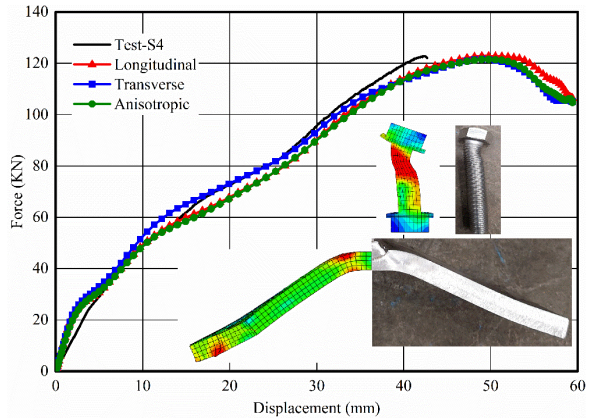 140
120
100
80
60
40
20
0
Force (KN)
Test-S4
Longitudinal
Transverse
Anisotropic
0 10 20 30 40 50 60
Displacement (mm)